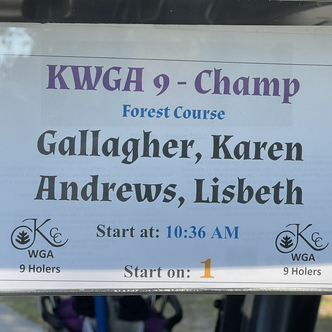 KWGA 9 - Champ
Forest Course
Gallagher, Karen
Andrews, Lisbeth
Start at: 10:36 AM
Start on: 1
KCC
WGA
9 Holers
KCC
WGA
9 Holers